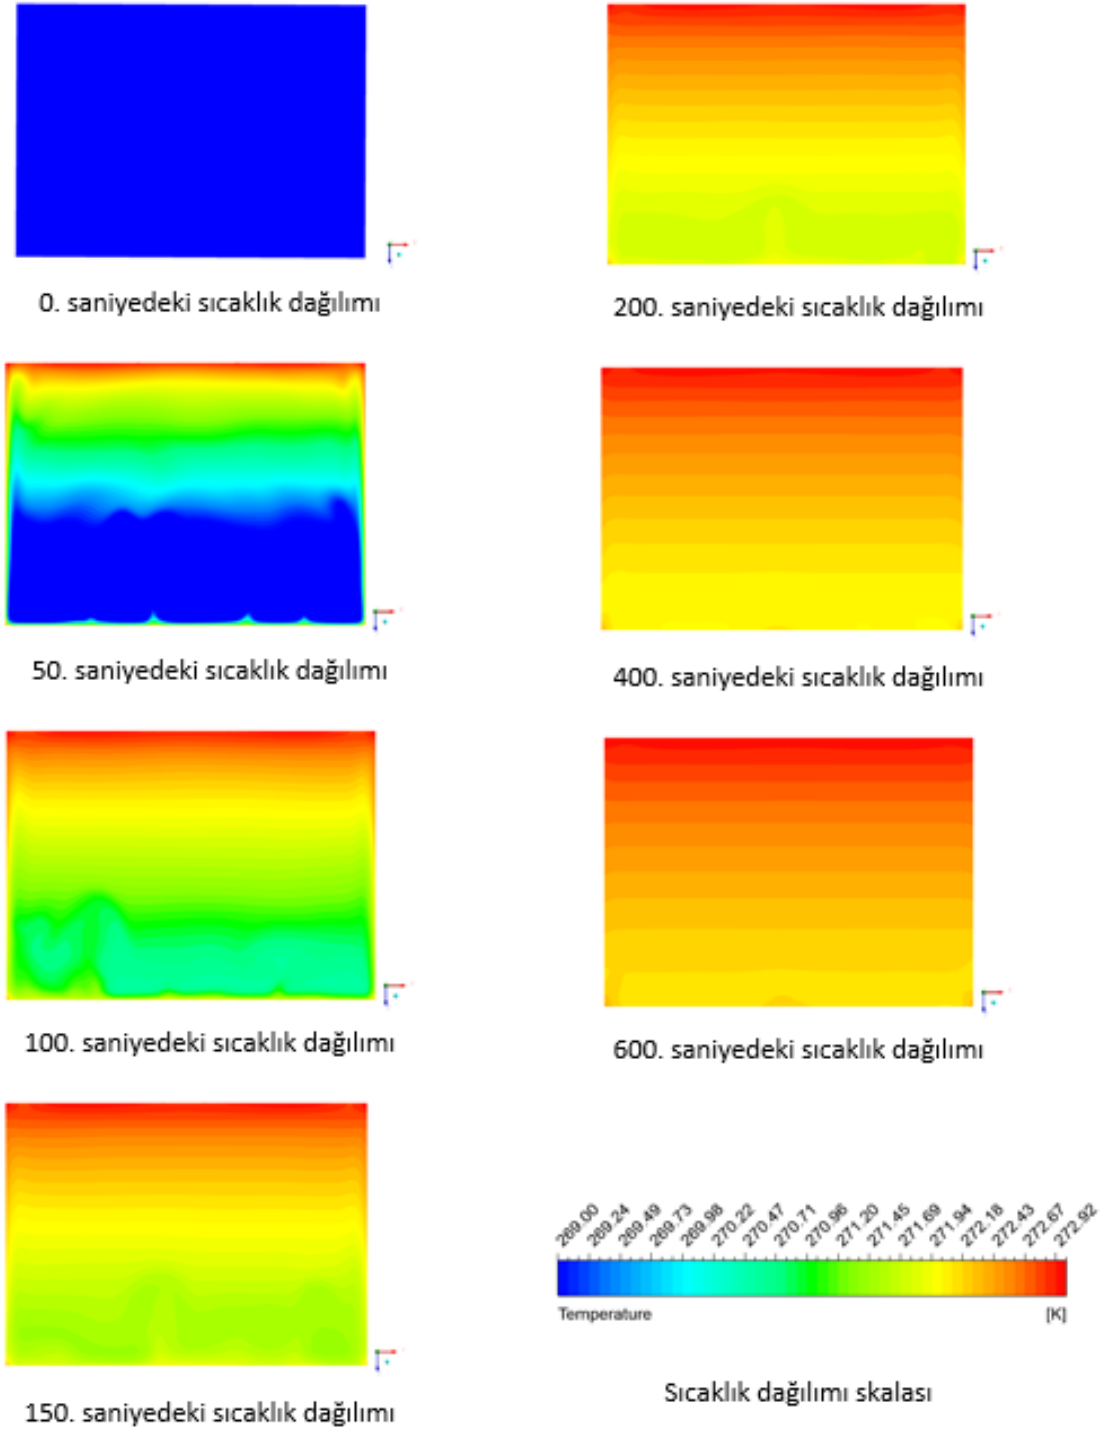 0. saniyedeki sıcaklık dağılımı
50. saniyedeki sıcaklık dağılımı
100. saniyedeki sıcaklık dağılımı
150. saniyedeki sıcaklık dağılımı
200. saniyedeki sıcaklık dağılımı
400. saniyedeki sıcaklık dağılımı
600. saniyedeki sıcaklık dağılımı
269.00 269.24 269.49 269.73 269.98 270.22 270.47 270.71 270.96 271.20 271.45 271.69 271.94 272.18 272.43 272.67 272.92
Temperature [K]
Sıcaklık dağılımı skalası